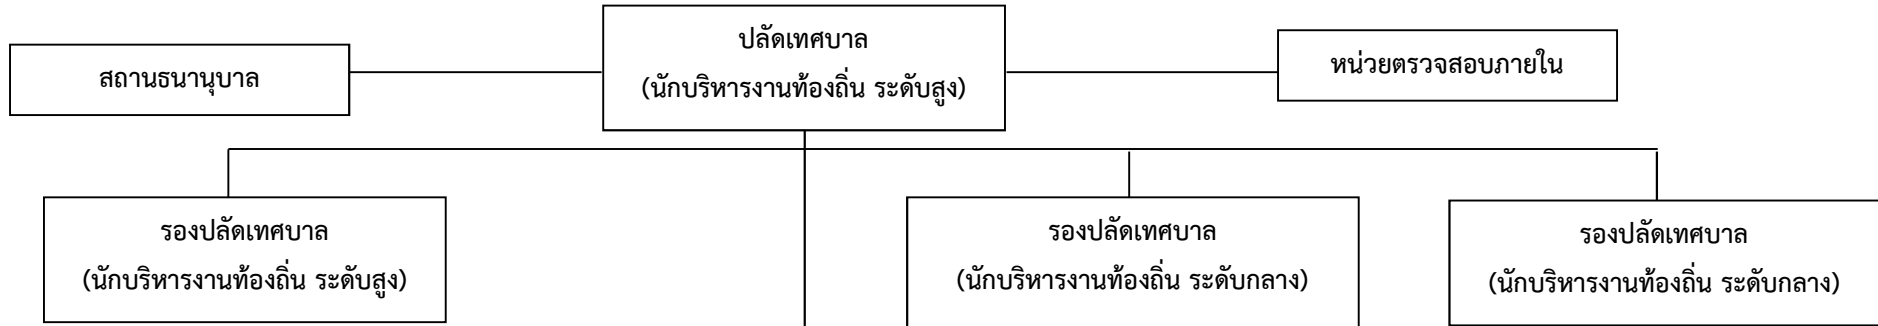 ปลัดเทศบาล
(นักบริหารงานท้องถิ่น ระดับสูง)
สถานธนานุบาล
หน่วยตรวจสอบภายใน
รองปลัดเทศบาล
(นักบริหารงานท้องถิ่น ระดับสูง)
รองปลัดเทศบาล
(นักบริหารงานท้องถิ่น ระดับกลาง)
รองปลัดเทศบาล
(นักบริหารงานท้องถิ่น ระดับกลาง)